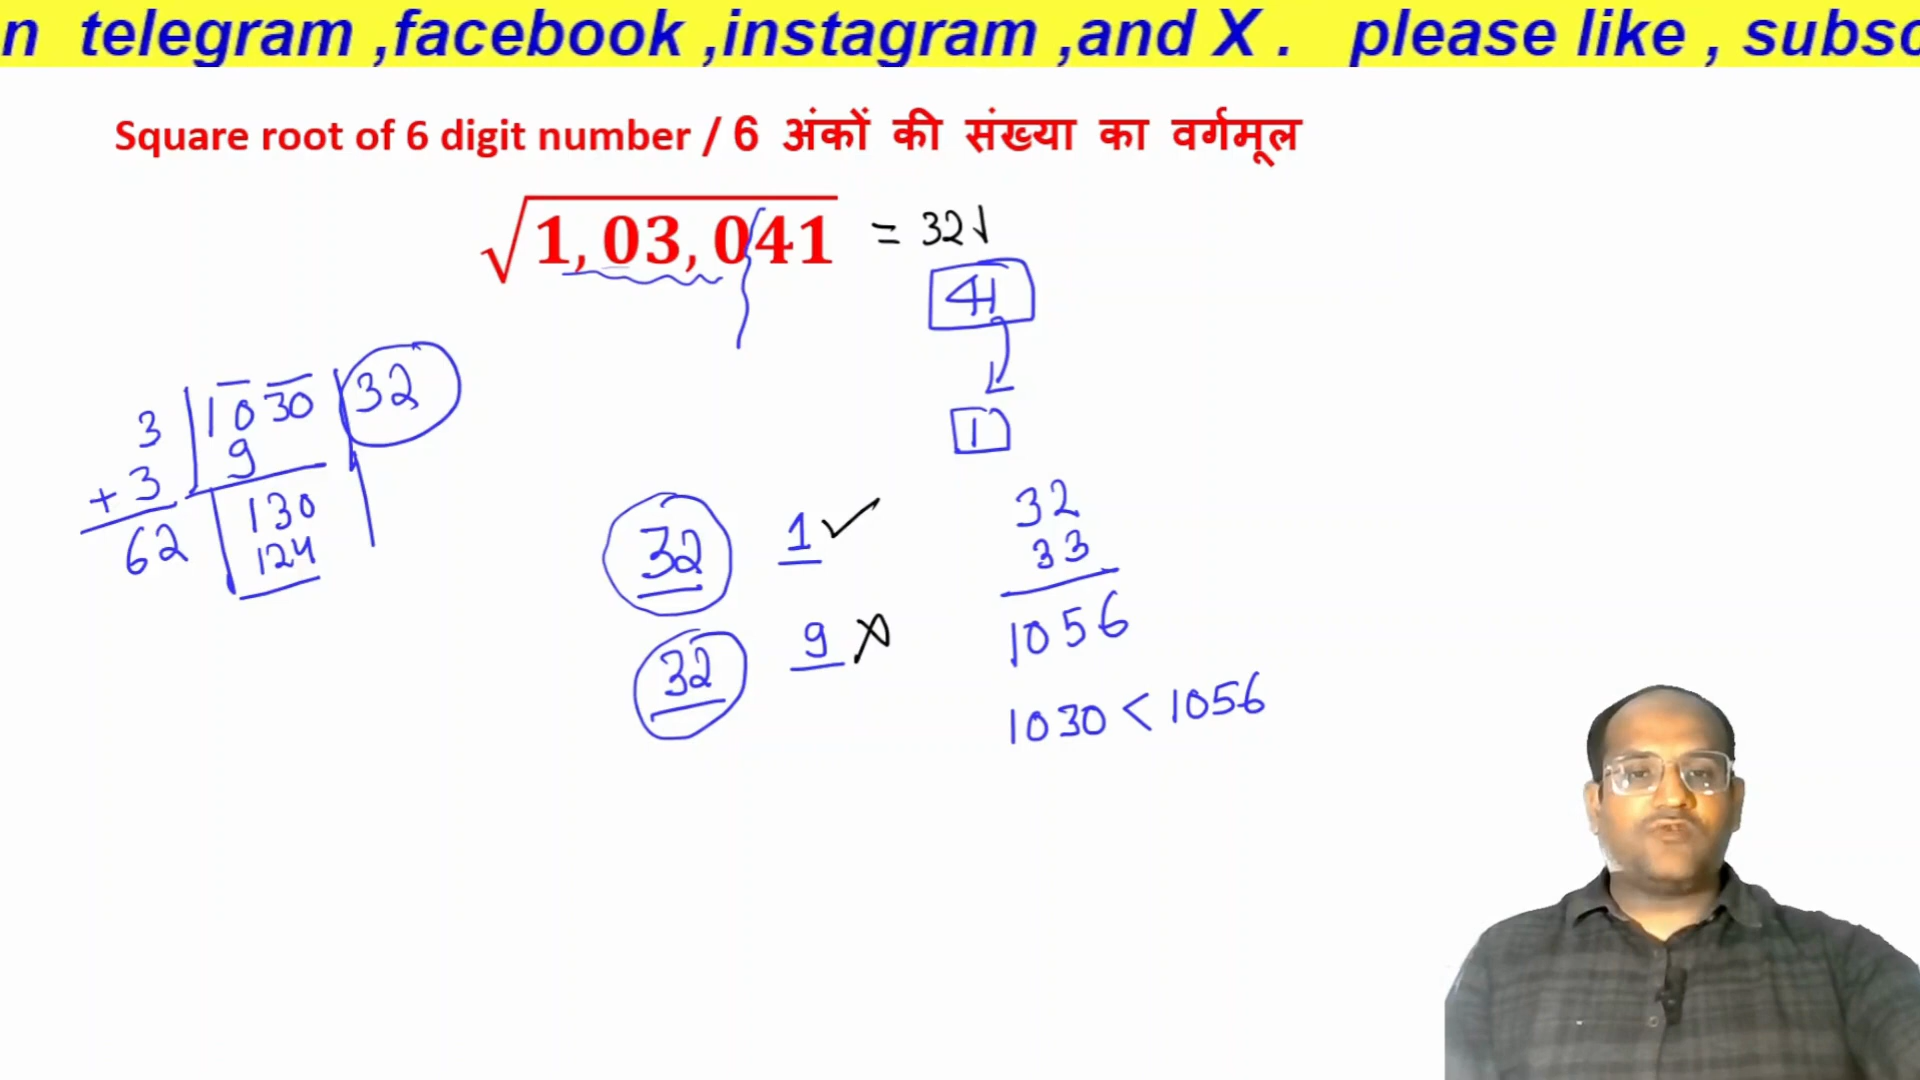 n telegram ,facebook ,instagram ,and X . please like , subsc
Square root of 6 digit number / 6 अंकों की संख्या का वर्गमूल
√1,03,041 = 321
41
1
3 10 30 32
9
+ 3
62 130
124
32 1 ✓
32 9 X
32
33
1056
1030 < 1056